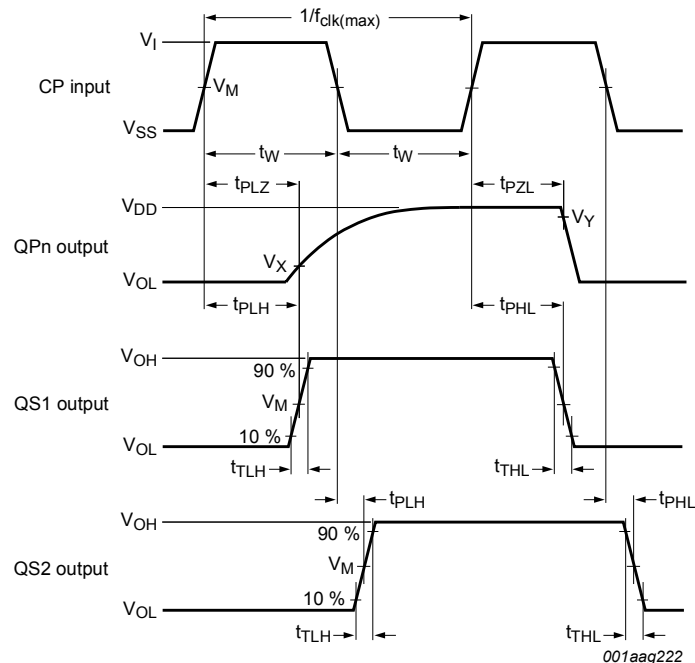 1/fclk(max)
VI
CP input
VM
VSS
tW
tW
tPLZ
tPZL
VDD
VY
QPn output
VX
VOL
tPLH
tPHL
VOH
90 %
QS1 output
VM
10 %
VOL
tTLH
tTHL
tPLH
tPHL
VOH
90 %
QS2 output
VM
10 %
VOL
tTLH
tTHL
001aag222